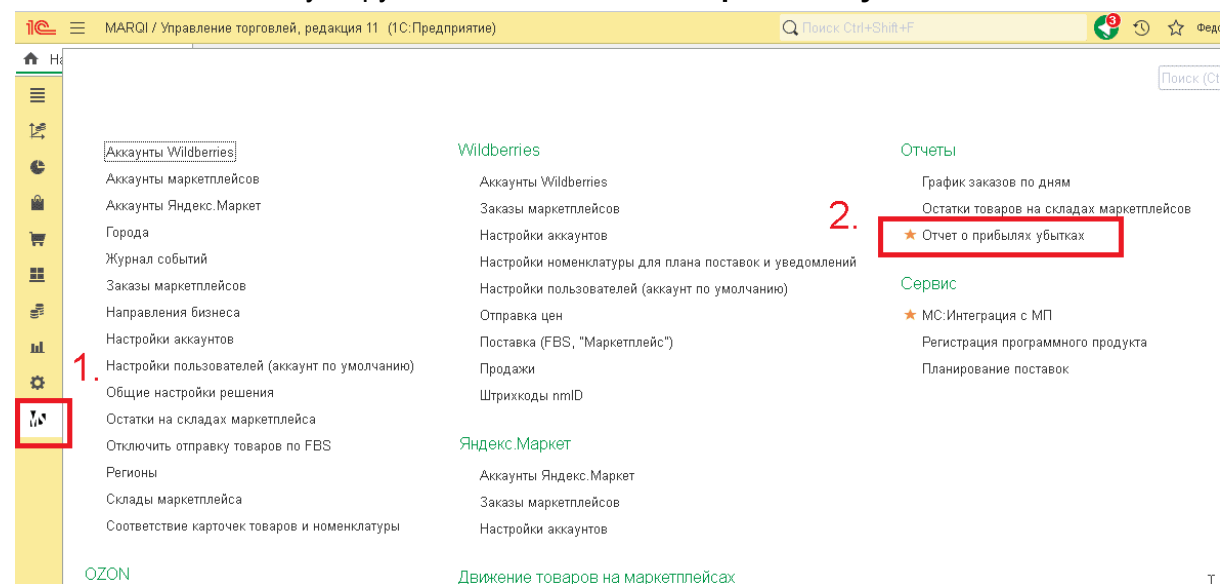 1С MARQI / Управление торговлей, редакция 11 (1С:Предприятие) Поиск Ctrl+Shift+F 3
Поиск (Ct
Аккаунты Wildberries
Аккаунты маркетплейсов
Аккаунты Яндекс.Маркет
Города
Журнал событий
Заказы маркетплейсов
Направления бизнеса
Настройки аккаунтов
1.
Настройки пользователей (аккаунт по умолчанию)
Общие настройки решения
Остатки на складах маркетплейса
Отключить отправку товаров по FBS
Регионы
Склады маркетплейса
Соответствие карточек товаров и номенклатуры
OZON
Wildberries
Аккаунты Wildberries
Заказы маркетплейсов
Настройки аккаунтов
Настройки номенклатуры для плана поставок и уведомлений
Настройки пользователей (аккаунт по умолчанию)
Отправка цен
Поставка (FBS, "Маркетплейс")
Продажи
Штрихкоды nmID
Яндекс.Маркет
Аккаунты Яндекс.Маркет
Заказы маркетплейсов
Настройки аккаунтов
Движение товаров на маркетплейсах
Отчеты
График заказов по дням
Остатки товаров на складах маркетплейсов
2.
Отчет о прибылях убытках
Сервис
МС:Интеграция с МП
Регистрация программного продукта
Планирование поставок